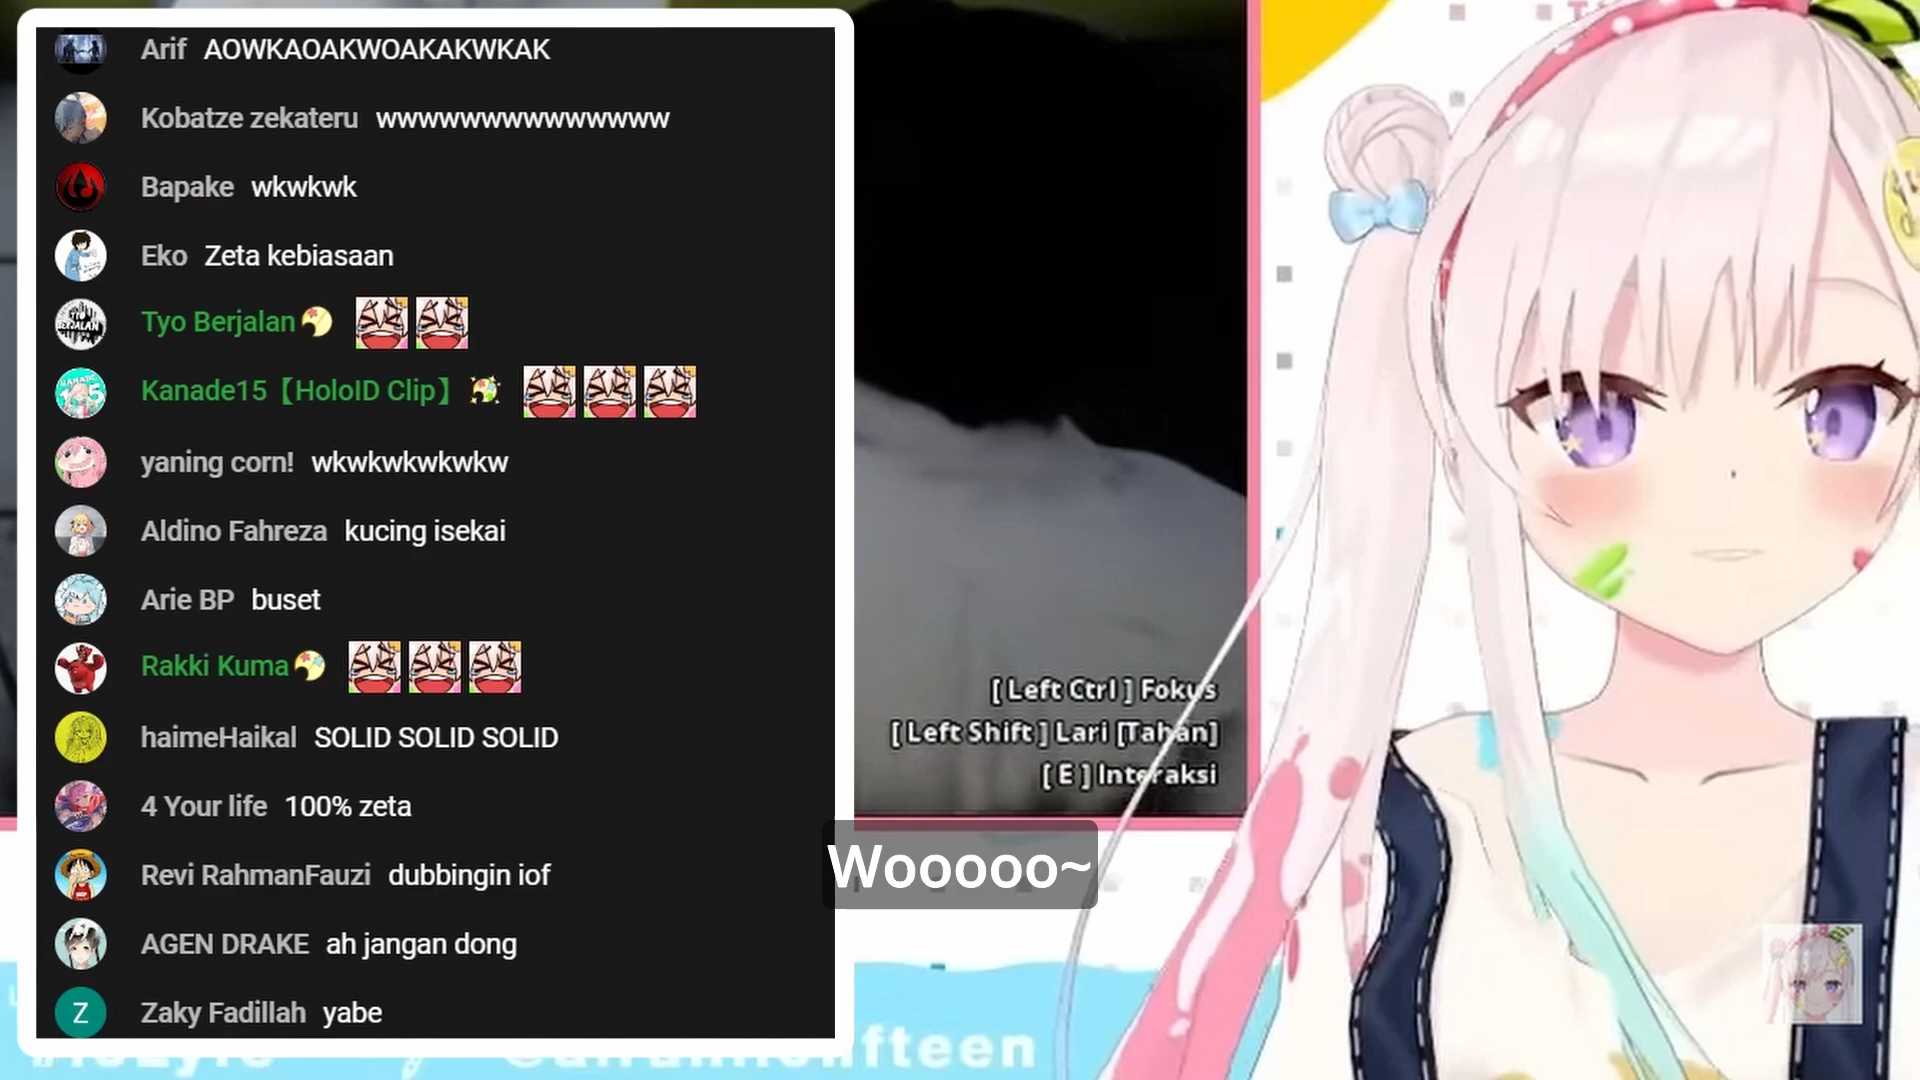 Arif AOWKAOAKWOAKAKWKAK
Kobatze zekateru wwwwwwwwwwwwww
Bapake wkwkwk
Eko Zeta kebiasaan
Tyo Berjalan
Kanade15【HoloID Clip】
yaning corn! wkwkwkwkwkw
Aldino Fahreza kucing isekai
Arie BP buset
Rakki Kuma
haimeHaikal SOLID SOLID SOLID
4 Your life 100% zeta
Revi RahmanFauzi dubbingin iof
AGEN DRAKE ah jangan dong
Z Zaky Fadillah yabe
[ Left Ctrl ] Fokus
[ Left Shift ] Lari [Tahan]
[ E ] Interaksi
Wooooo~